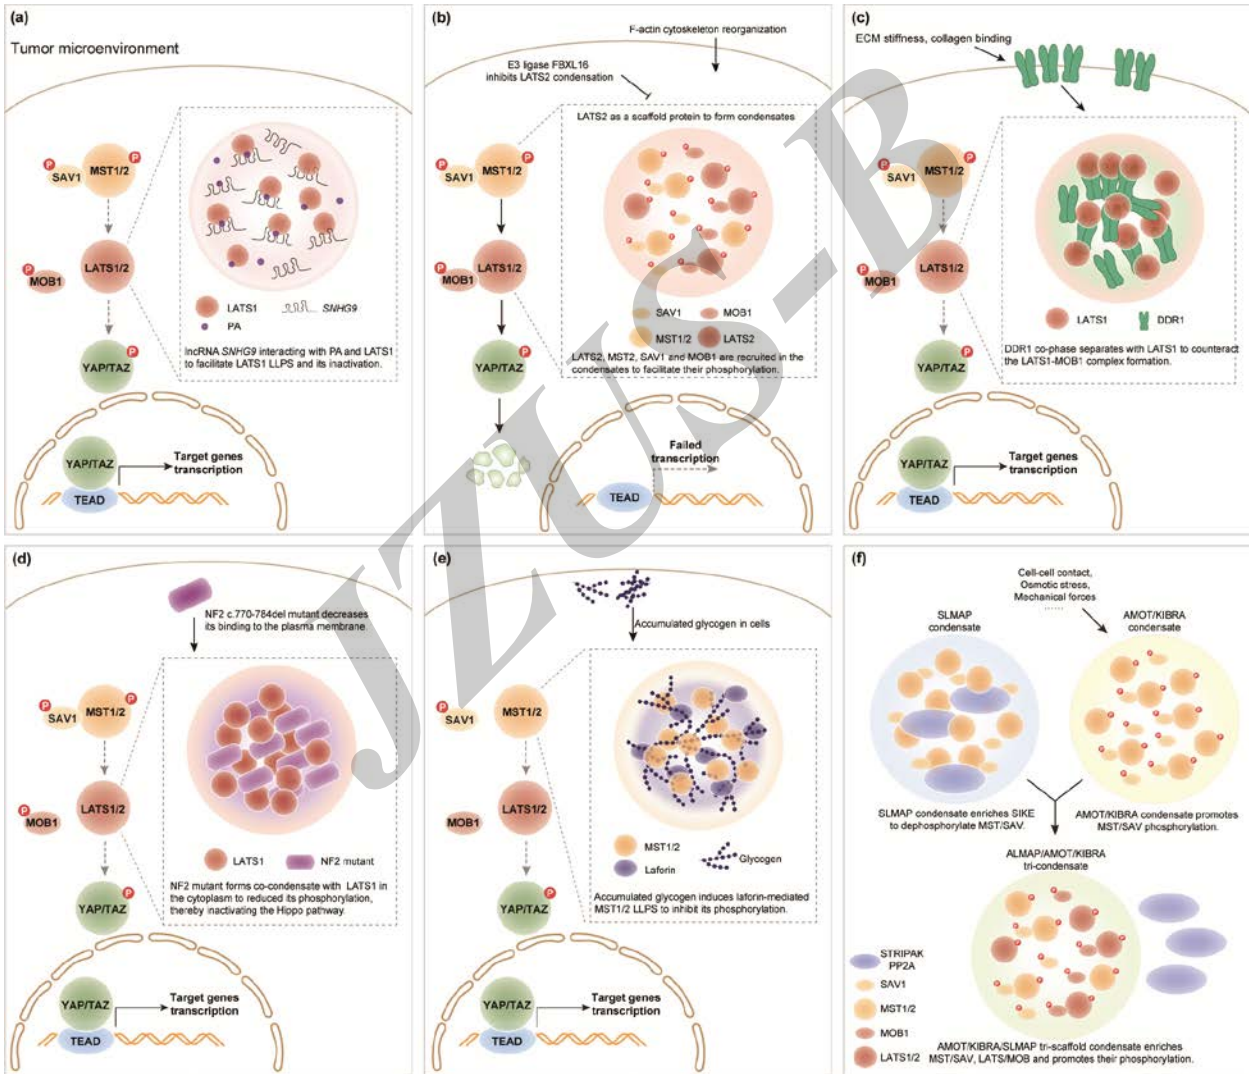 (a)
Tumor microenvironment
P
SAV1
MST1/2
P
LATS1/2
P
MOB1
P
YAP/TAZ
LATS1
SNHG9
PA
lncRNA SNHG9 interacting with PA and LATS1
to facilitate LATS1 LLPS and its inactivation.
YAP/TAZ
TEAD
Target genes
transcription
(b)
F-actin cytoskeleton reorganization
E3 ligase FBXL16
inhibits LATS2 condensation
LATS2 as a scaffold protein to form condensates
P
SAV1
MST1/2
P
LATS1/2
P
MOB1
P
YAP/TAZ
SAV1
MOB1
MST1/2
LATS2
LATS2, MST2, SAV1 and MOB1 are recruited in the
condensates to facilitate their phosphorylation.
Failed
transcription
TEAD
(c)
ECM stiffness, collagen binding
P
SAV1
MST1/2
P
LATS1/2
P
MOB1
P
YAP/TAZ
LATS1
DDR1
DDR1 co-phase separates with LATS1 to counteract
the LATS1-MOB1 complex formation.
YAP/TAZ
TEAD
Target genes
transcription
(d)
NF2 c.770-784del mutant decreases
its binding to the plasma membrane.
P
SAV1
MST1/2
P
LATS1/2
P
MOB1
P
YAP/TAZ
LATS1
NF2 mutant
NF2 mutant forms co-condensate with LATS1 in
the cytoplasm to reduced its phosphorylation,
thereby inactivating the Hippo pathway.
YAP/TAZ
TEAD
Target genes
transcription
(e)
Accumulated glycogen in cells
P
SAV1
MST1/2
LATS1/2
MOB1
P
YAP/TAZ
MST1/2
Laforin
Glycogen
Accumulated glycogen induces laforin-mediated
MST1/2 LLPS to inhibit its phosphorylation.
YAP/TAZ
TEAD
Target genes
transcription
(f)
Cell-cell contact,
Osmotic stress,
Mechanical forces
......
SLMAP
condensate
AMOT/KIBRA
condensate
SLMAP condensate enriches SIKE
to dephosphorylate MST/SAV.
AMOT/KIBRA condensate promotes
MST/SAV phosphorylation.
ALMAP/AMOT/KIBRA
tri-condensate
STRIPAK
PP2A
SAV1
MST1/2
MOB1
LATS1/2
AMOT/KIBRA/SLMAP tri-scaffold condensate enriches
MST/SAV, LATS/MOB and promotes their phosphorylation.
JZUS-B